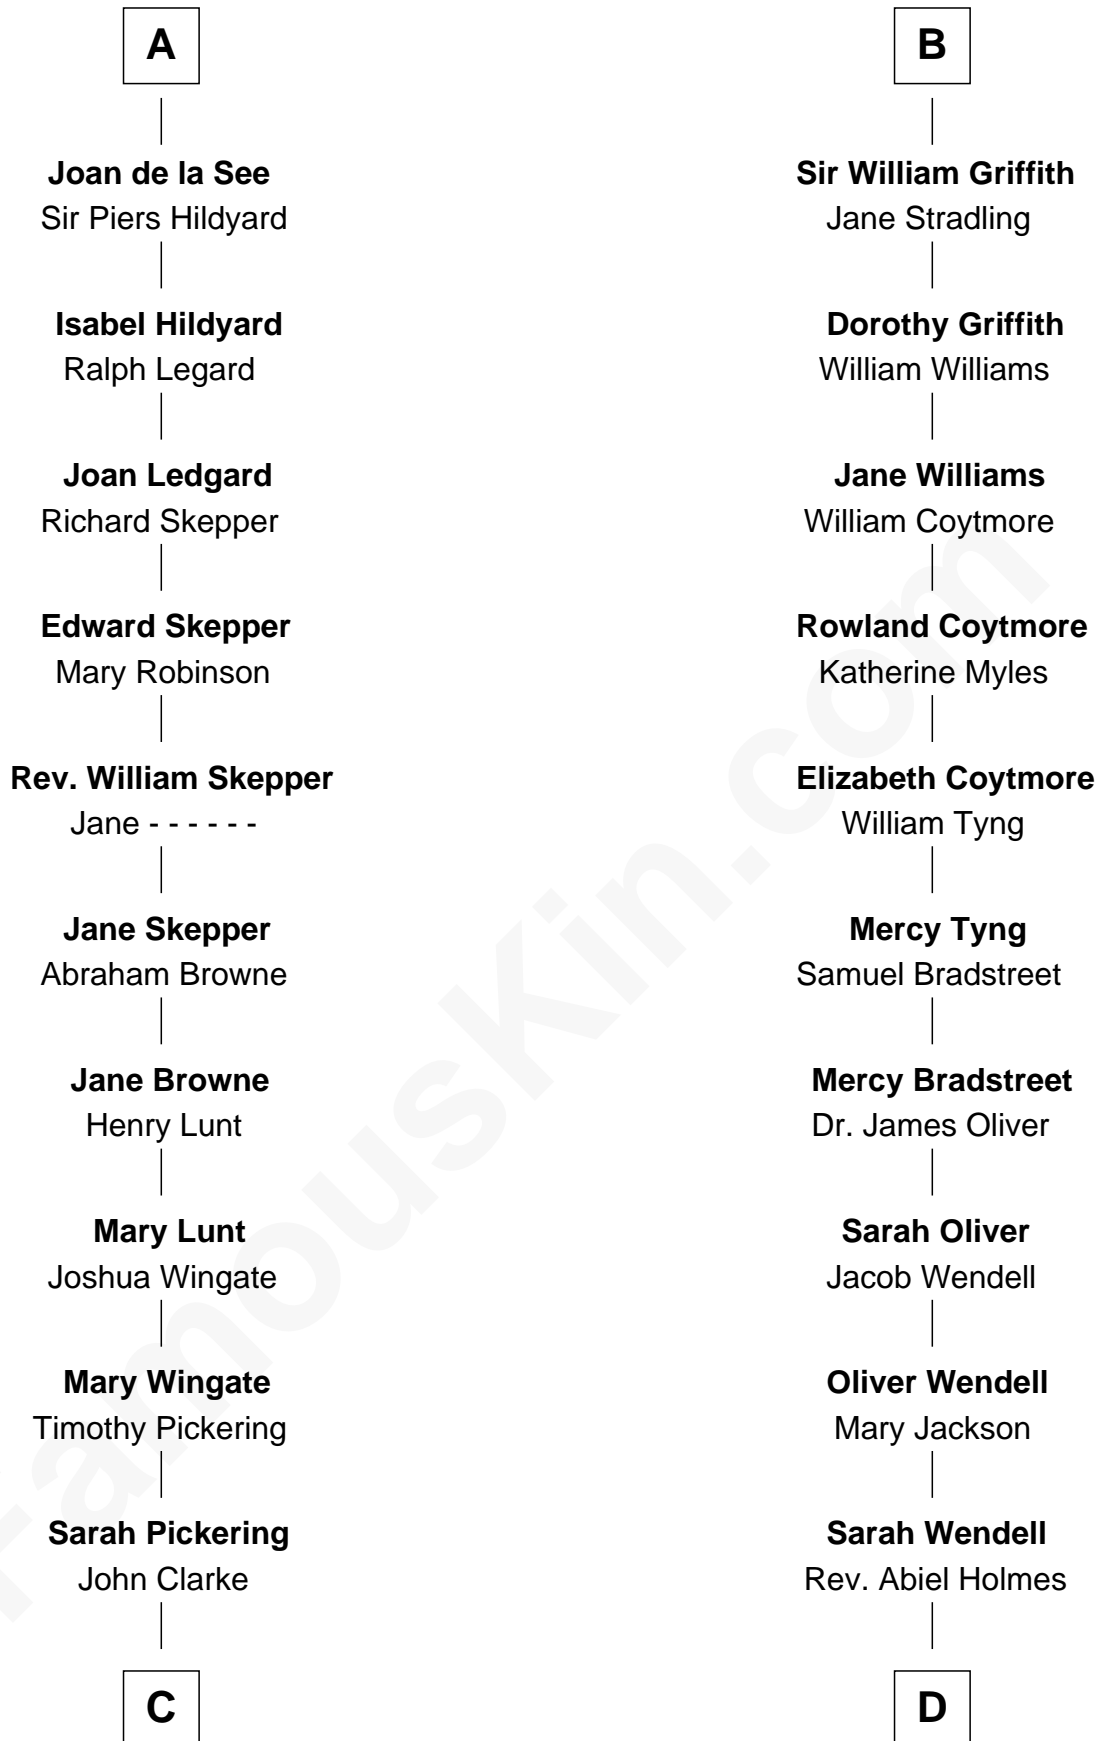 A
Joan de la See
Sir Piers Hildyard
Isabel Hildyard
Ralph Legard
Joan Ledgard
Richard Skepper
Edward Skepper
Mary Robinson
Rev. William Skepper
Jane - - - - - -
Jane Skepper
Abraham Browne
Jane Browne
Henry Lunt
Mary Lunt
Joshua Wingate
Mary Wingate
Timothy Pickering
Sarah Pickering
John Clarke
C
B
Sir William Griffith
Jane Stradling
Dorothy Griffith
William Williams
Jane Williams
William Coytmore
Rowland Coytmore
Katherine Myles
Elizabeth Coytmore
William Tyng
Mercy Tyng
Samuel Bradstreet
Mercy Bradstreet
Dr. James Oliver
Sarah Oliver
Jacob Wendell
Oliver Wendell
Mary Jackson
Sarah Wendell
Rev. Abiel Holmes
D
FamousKin.com